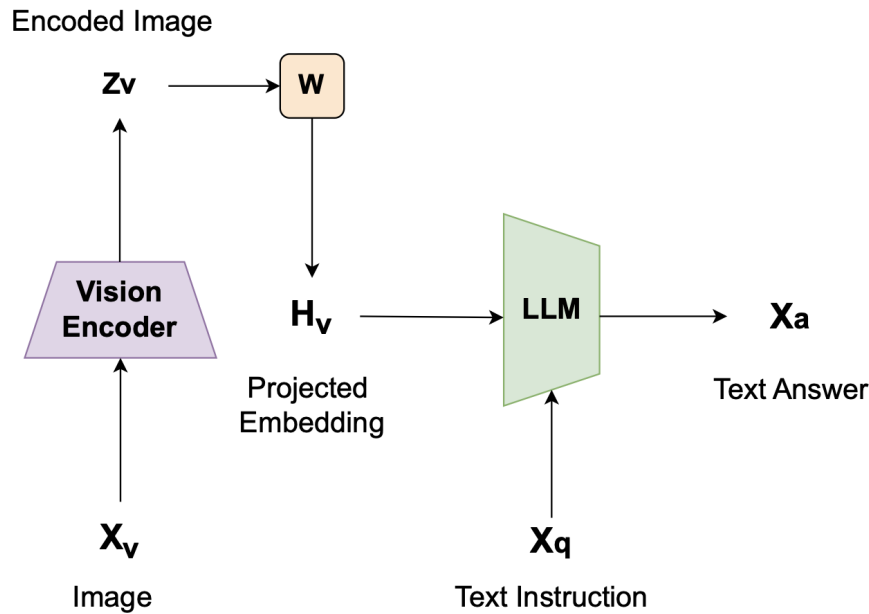 Encoded Image
Zv
W
Vision
Encoder
Hv
LLM
Xa
Projected
Embedding
Text Answer
Xv
Xq
Image
Text Instruction